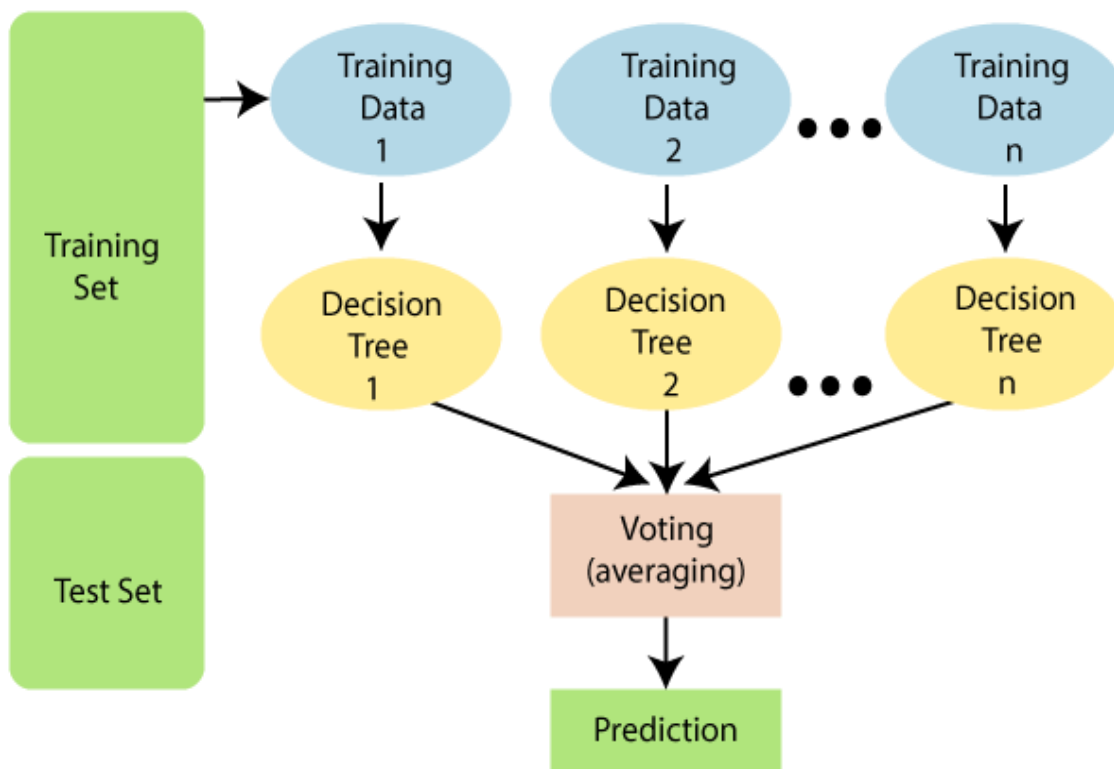 Training
Data
1
Training
Data
2
Training
Data
n
Training
Set
Decision
Tree
1
Decision
Tree
2
Decision
Tree
n
Voting
(averaging)
Test Set
Prediction